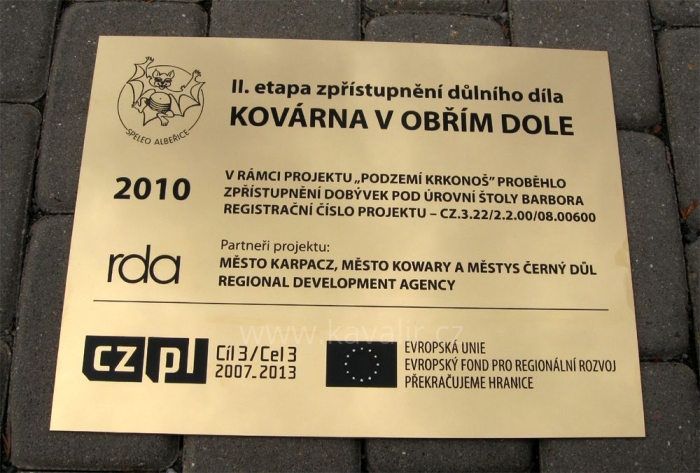 II. etapa zpřístupnění důlního díla
KOVÁRNA V OBŘÍM DOLE
SPELEO ALBEŘICE
2010
V RÁMCI PROJEKTU „PODZEMÍ KRKONOŠ” PROBĚHLO
ZPŘÍSTUPNĚNÍ DOBÝVEK POD ÚROVNÍ ŠTOLY BARBORA
REGISTRAČNÍ ČÍSLO PROJEKTU – CZ.3.22/2.2.00/08.00600
rda
Partneři projektu:
MĚSTO KARPACZ, MĚSTO KOWARY A MĚSTYS ČERNÝ DŮL
REGIONAL DEVELOPMENT AGENCY
www.kavalir.cz
cz pl
Cíl 3/Cel 3
2007_2013
EVROPSKÁ UNIE
EVROPSKÝ FOND PRO REGIONÁLNÍ ROZVOJ
PŘEKRAČUJEME HRANICE